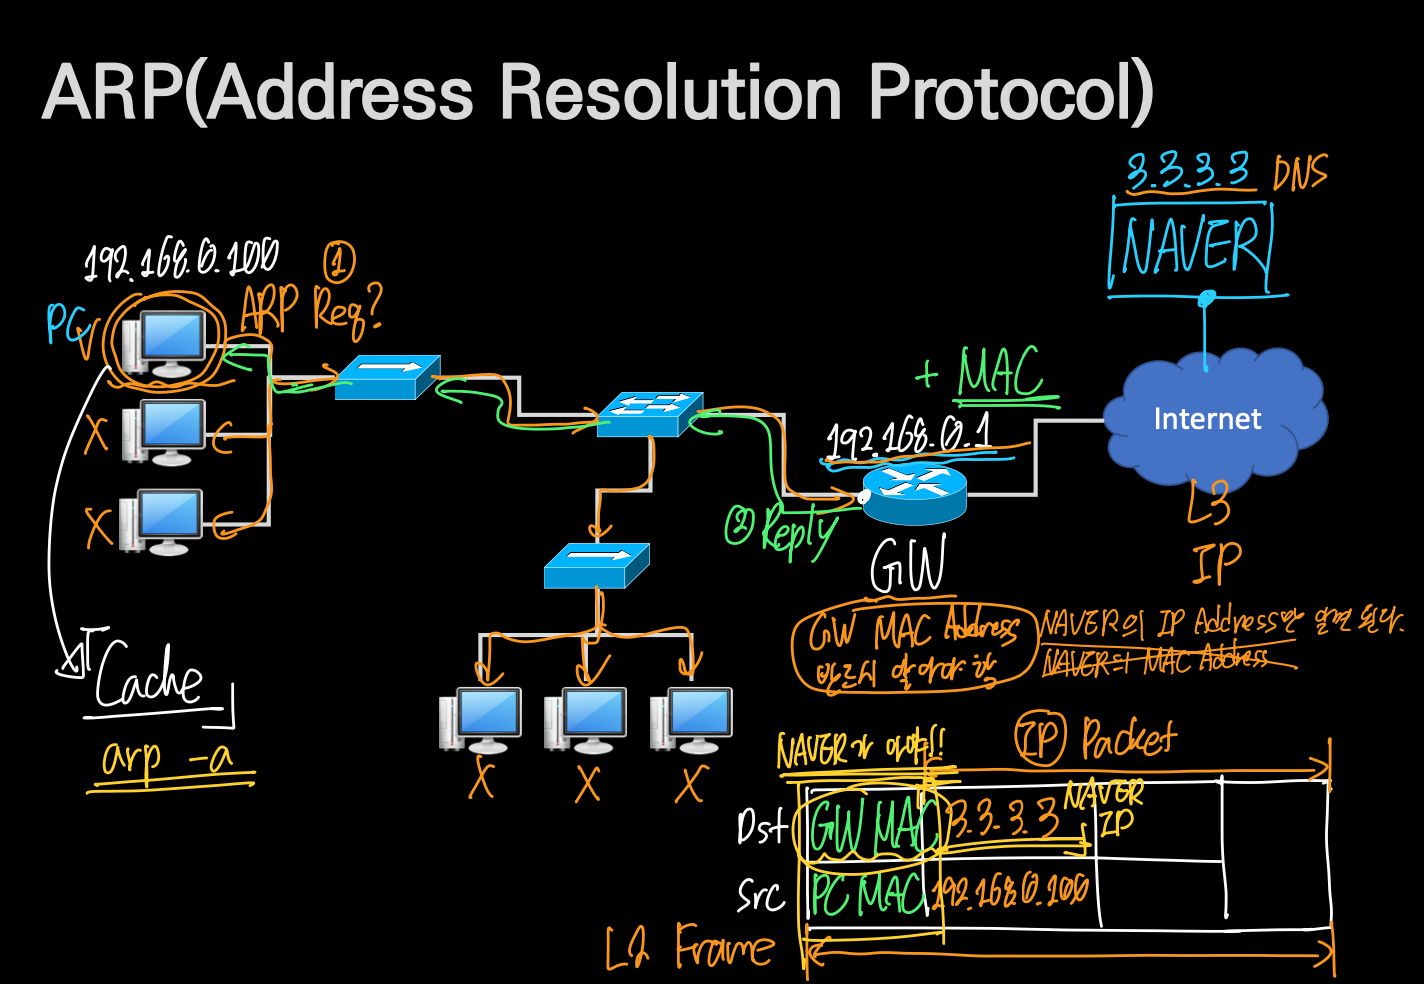 ARP(Address Resolution Protocol)
3.3.3.3 DNS
NAVER
192.168.0.100
①
PC
ARP Req?
+ MAC
Internet
192.168.0.1
L3
IP
② Reply
GW
GW MAC Address
반드시 알아야 함
NAVER의 IP Address만 알면 된다.
NAVER의 MAC Address
X
X
Cache
arp -a
X X X
NAVER가 아님!!
IP Packet
Dst GW MAC 3.3.3.3 NAVER
IP
Src PC MAC 192.168.0.100
L2 Frame